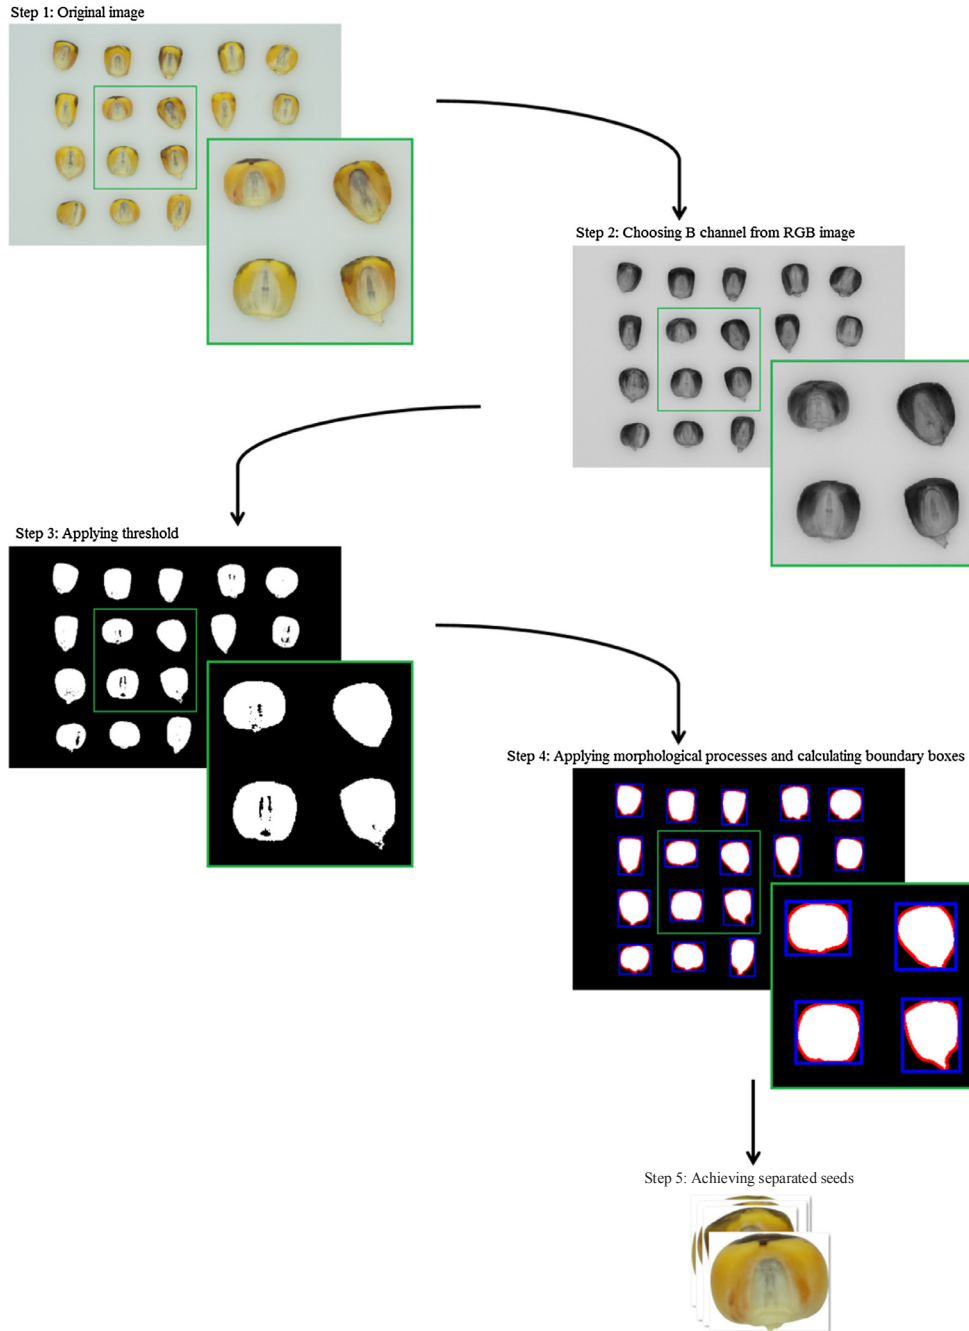 Step 1: Original image
Step 2: Choosing B channel from RGB image
Step 3: Applying threshold
Step 4: Applying morphological processes and calculating boundary boxes
Step 5: Achieving separated seeds